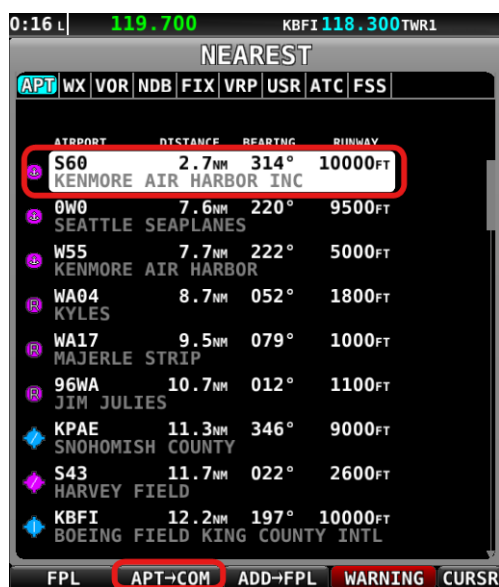 0:16 L 119.700 KBFI 118.300 TWR1
NEAREST
APT WX VOR NDB FIX VRP USR ATC FSS
AIRPORT DISTANCE BEARING RUNWAY
S60 2.7NM 314° 10000FT
KENMORE AIR HARBOR INC
0W0 7.6NM 220° 9500FT
SEATTLE SEAPLANES
W55 7.7NM 222° 5000FT
KENMORE AIR HARBOR
R WA04 8.7NM 052° 1800FT
KYLES
R WA17 9.5NM 079° 1000FT
MAJERLE STRIP
R 96WA 10.7NM 012° 1100FT
JIM JULIES
KPAE 11.3NM 346° 9000FT
SNOHOMISH COUNTY
S43 11.7NM 022° 2600FT
HARVEY FIELD
KBFI 12.2NM 197° 10000FT
BOEING FIELD KING COUNTY INTL
FPL APT→COM ADD→FPL WARNING CURSR